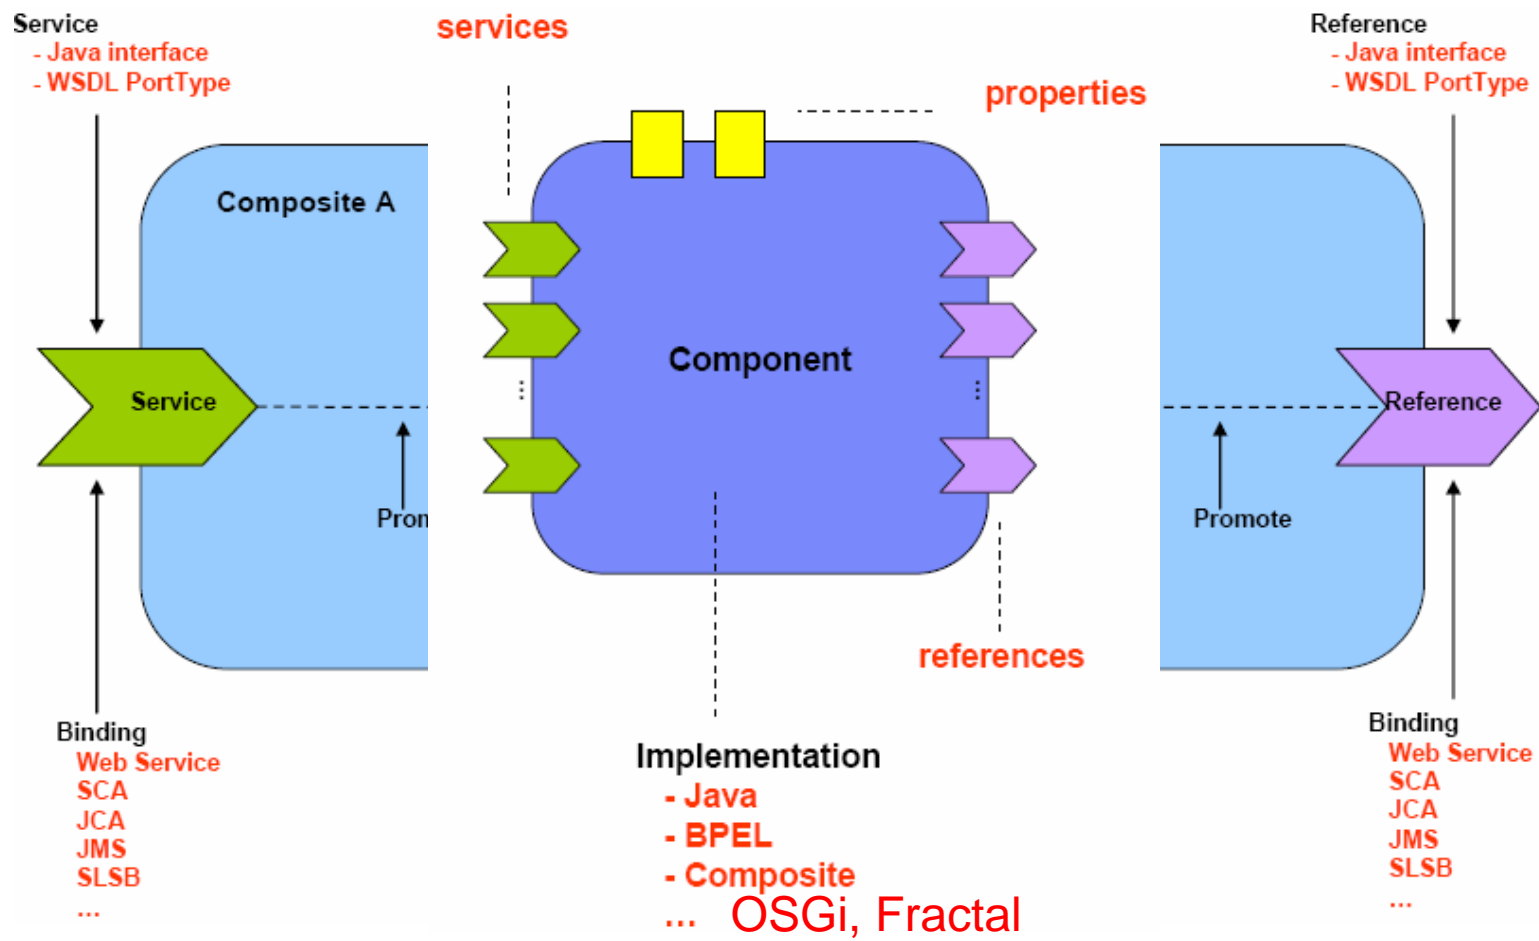 Service
- Java interface
- WSDL PortType
services
properties
Reference
- Java interface
- WSDL PortType
Composite A
Component
...
...
Service
Reference
Pron
Promote
references
Binding
Web Service
SCA
JCA
JMS
SLSB
...
Implementation
- Java
- BPEL
- Composite
... OSGi, Fractal
Binding
Web Service
SCA
JCA
JMS
SLSB
...